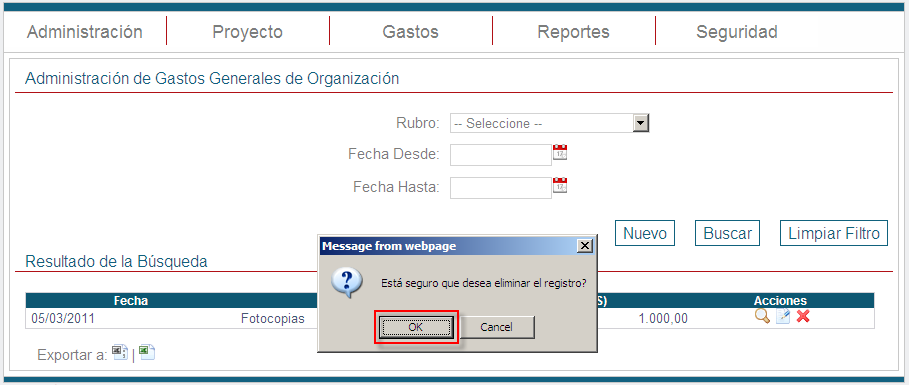 Administración Proyecto Gastos Reportes Seguridad
Administración de Gastos Generales de Organización
Rubro: -- Seleccione --
Fecha Desde:
Fecha Hasta:
Nuevo Buscar Limpiar Filtro
Message from webpage
Está seguro que desea eliminar el registro?
OK Cancel
Resultado de la Búsqueda
Fecha $) Acciones
05/03/2011 Fotocopias 1.000,00
Exportar a: |